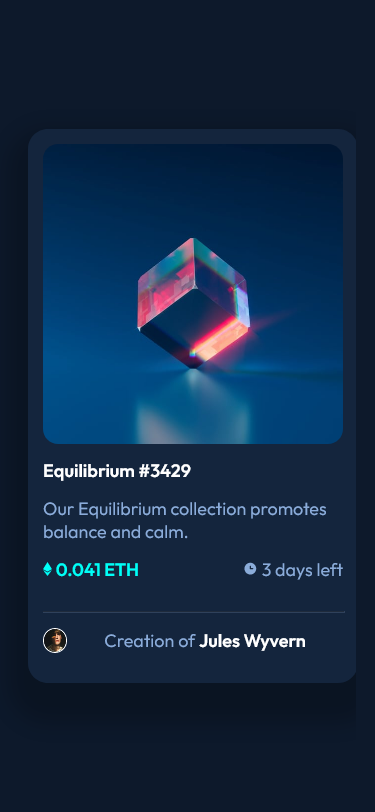 Equilibrium #3429
Our Equilibrium collection promotes
balance and calm.
0.041 ETH
3 days left
Creation of Jules Wyvern